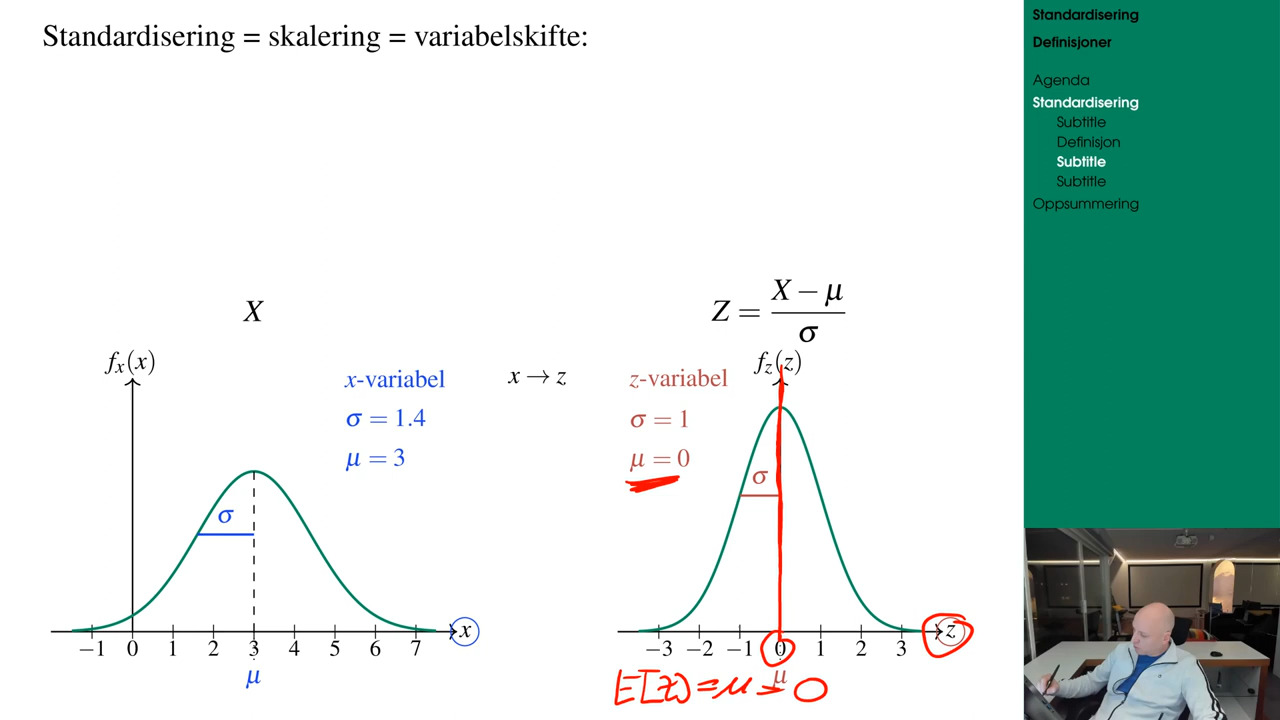 Standardisering = skalering = variabelskifte:
X
Z = (X − μ) / σ
f_x(x)
x-variabel
σ = 1.4
μ = 3
x → z
z-variabel
σ = 1
μ = 0
f_z(z)
σ
σ
−1 0 1 2 3 4 5 6 7 x
μ
−3 −2 −1 0 1 2 3 z
μ
E(Z) = μ = 0
Standardisering
Definisjoner
Agenda
Standardisering
Subtitle
Definisjon
Subtitle
Subtitle
Oppsummering